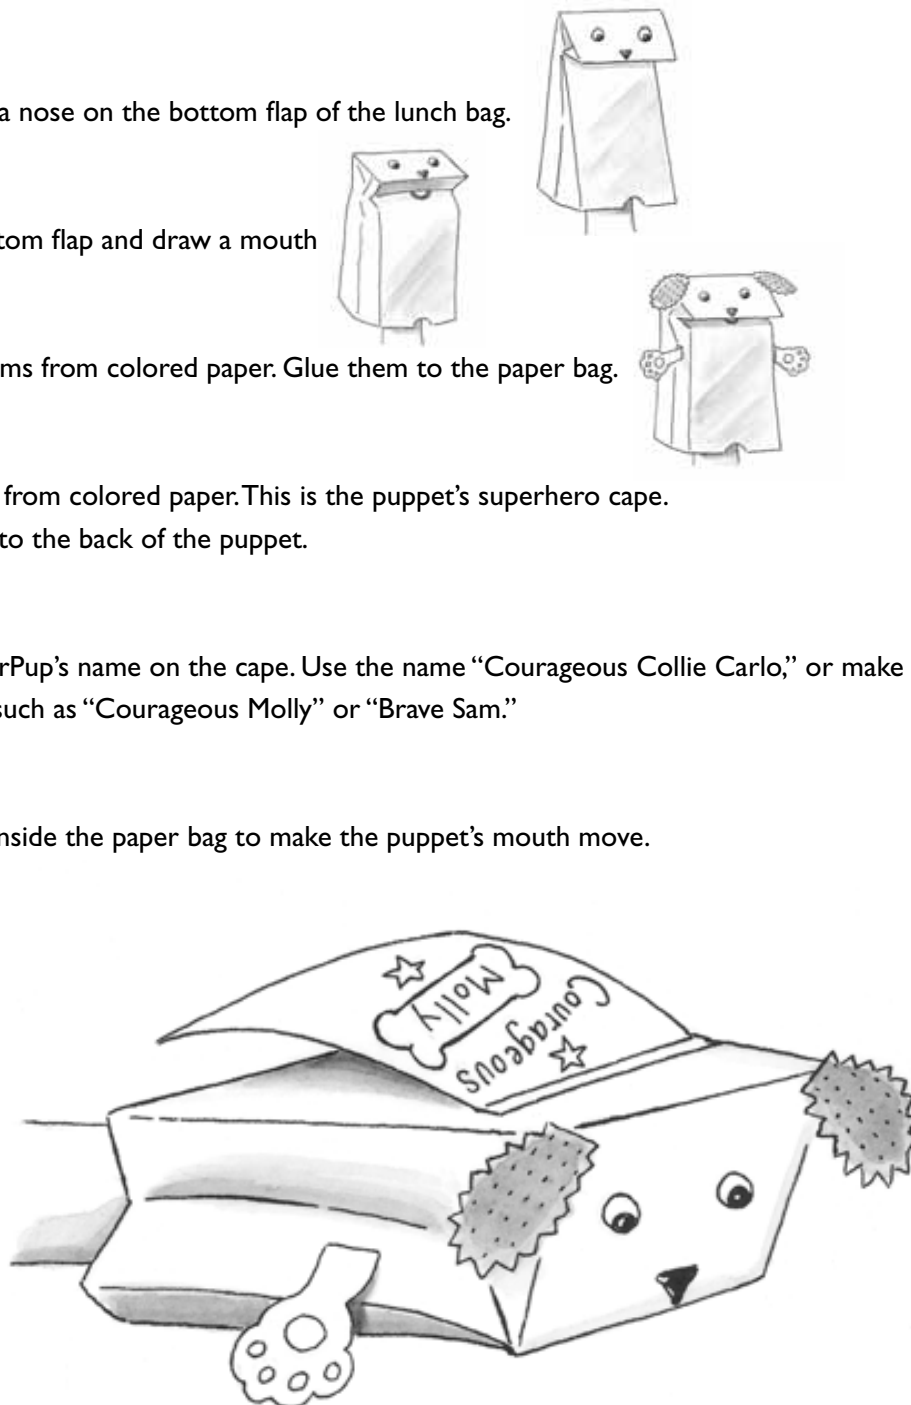 a nose on the bottom flap of the lunch bag.
tom flap and draw a mouth
ms from colored paper. Glue them to the paper bag.
from colored paper. This is the puppet’s superhero cape.
to the back of the puppet.
rPup’s name on the cape. Use the name “Courageous Collie Carlo,” or make
such as “Courageous Molly” or “Brave Sam.”
nside the paper bag to make the puppet’s mouth move.
Courageous
Molly